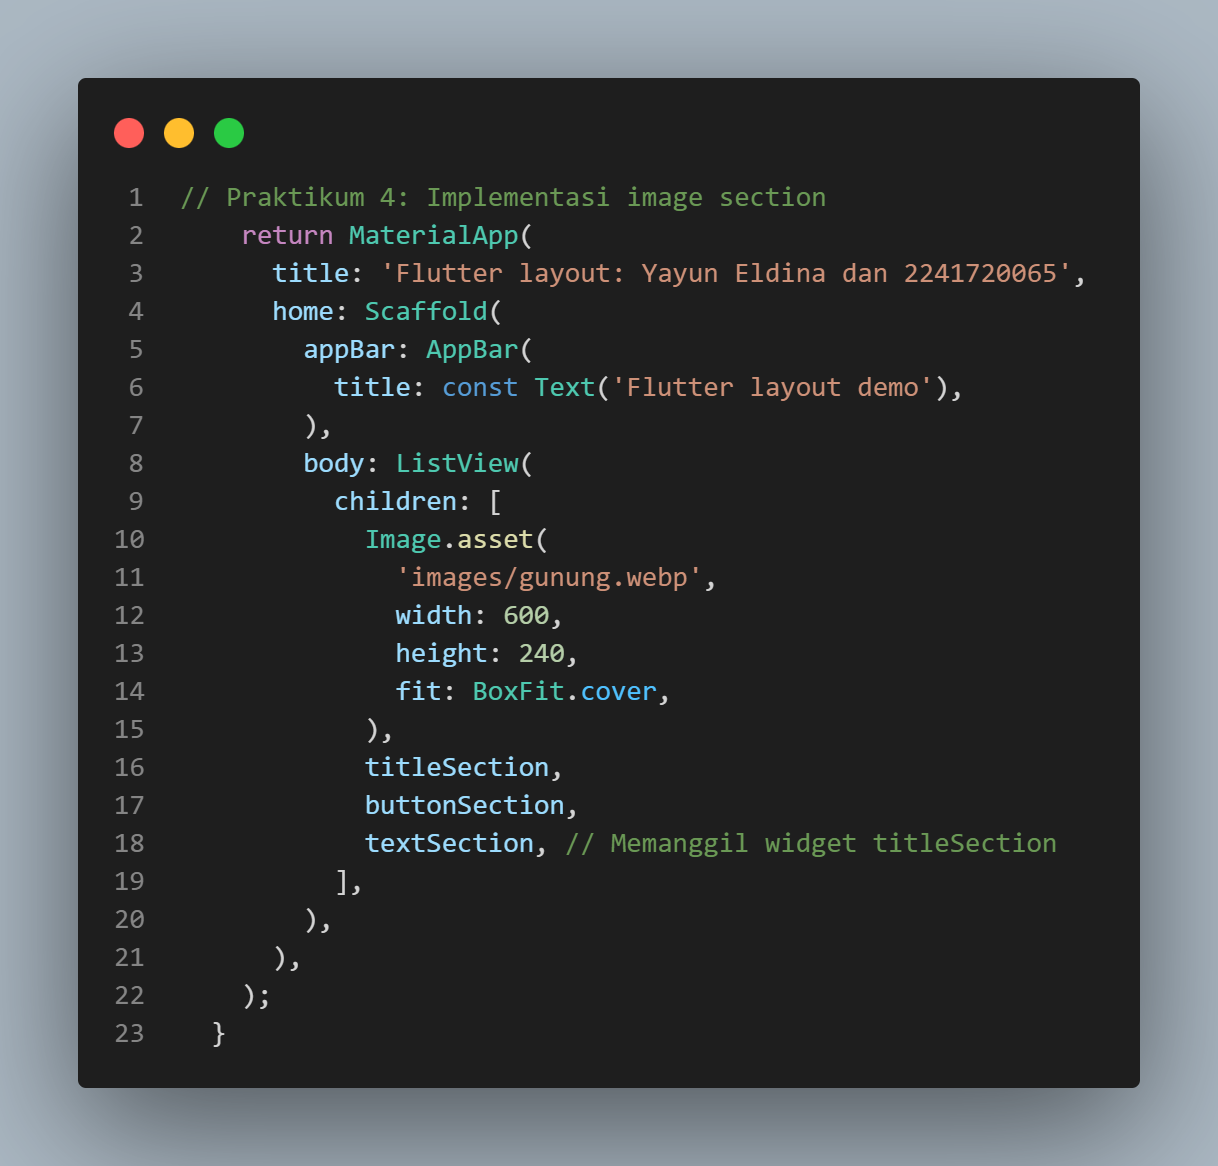 1 // Praktikum 4: Implementasi image section
2     return MaterialApp(
3       title: 'Flutter layout: Yayun Eldina dan 2241720065',
4       home: Scaffold(
5         appBar: AppBar(
6           title: const Text('Flutter layout demo'),
7         ),
8         body: ListView(
9           children: [
10             Image.asset(
11               'images/gunung.webp',
12               width: 600,
13               height: 240,
14               fit: BoxFit.cover,
15             ),
16             titleSection,
17             buttonSection,
18             textSection, // Memanggil widget titleSection
19           ],
20         ),
21       ),
22     );
23   }